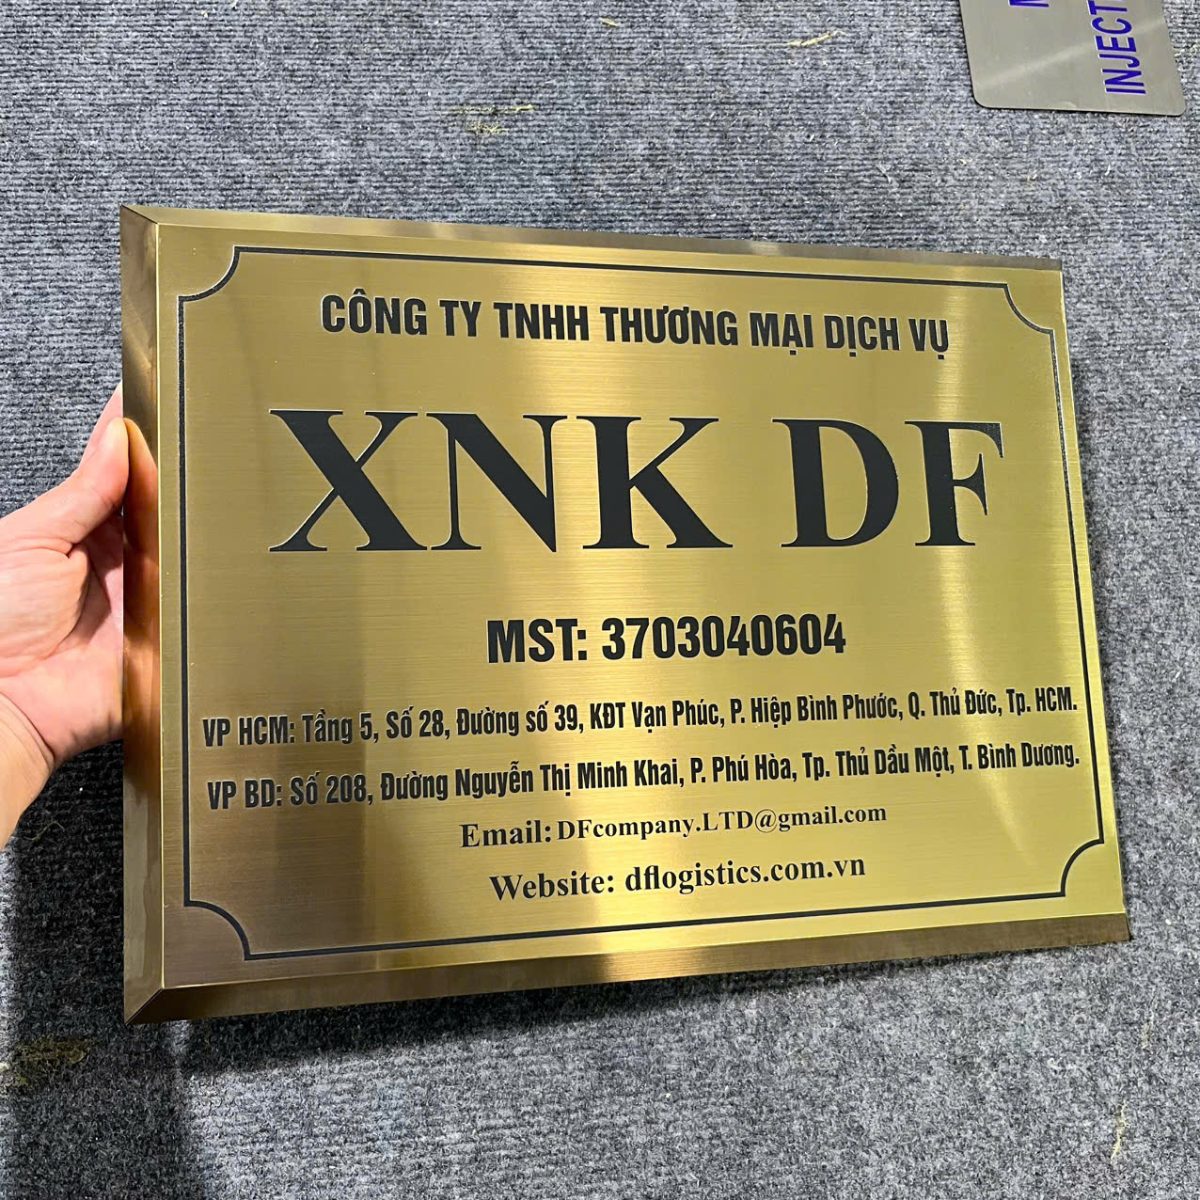 CÔNG TY TNHH THƯƠNG MẠI DỊCH VỤ
XNK DF
MST: 3703040604
VP HCM: Tầng 5, Số 28, Đường số 39, KĐT Vạn Phúc, P. Hiệp Bình Phước, Q. Thủ Đức, Tp. HCM.
VP BD: Số 208, Đường Nguyễn Thị Minh Khai, P. Phú Hòa, Tp. Thủ Dầu Một, T. Bình Dương.
Email: DFcompany.LTD@gmail.com
Website: dflogistics.com.vn